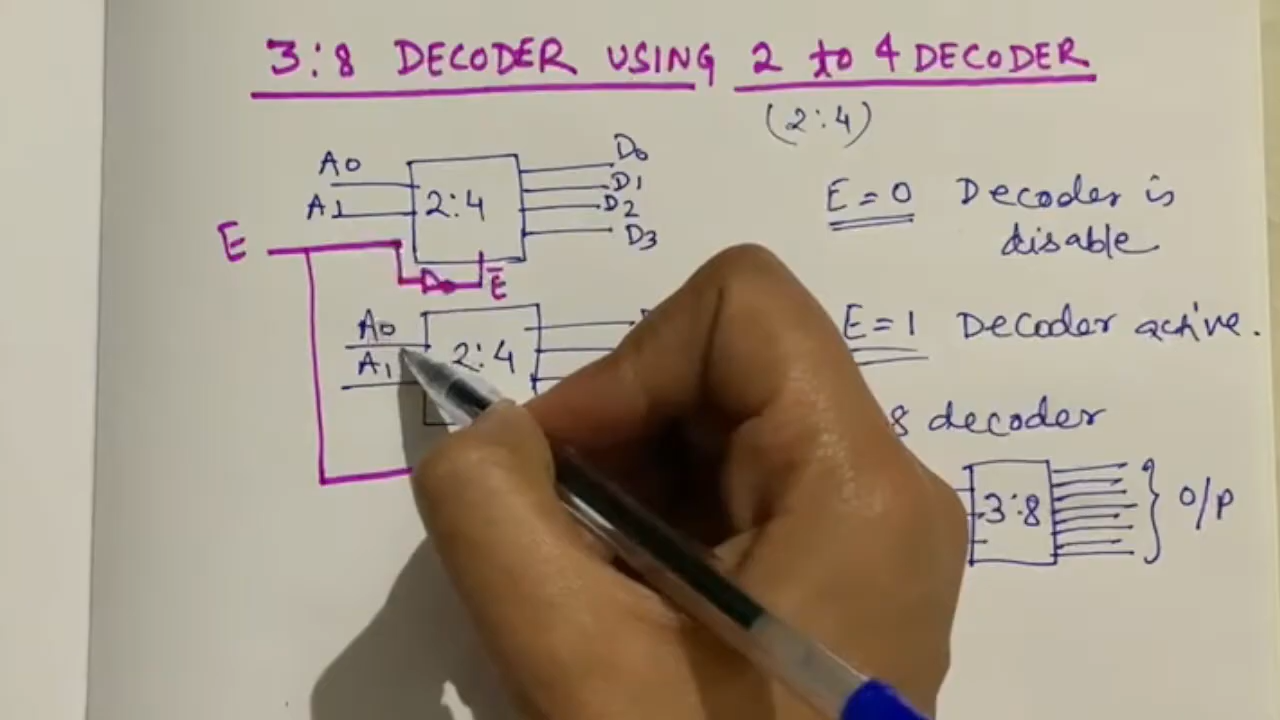 3:8 DECODER USING 2 to 4 DECODER
(2:4)
A0
A1
2:4
D0
D1
D2
D3
E
E̅
E=0 Decoder is
disable
A0
A1
2:4
E=1 Decoder active.
8 decoder
3:8
O/P